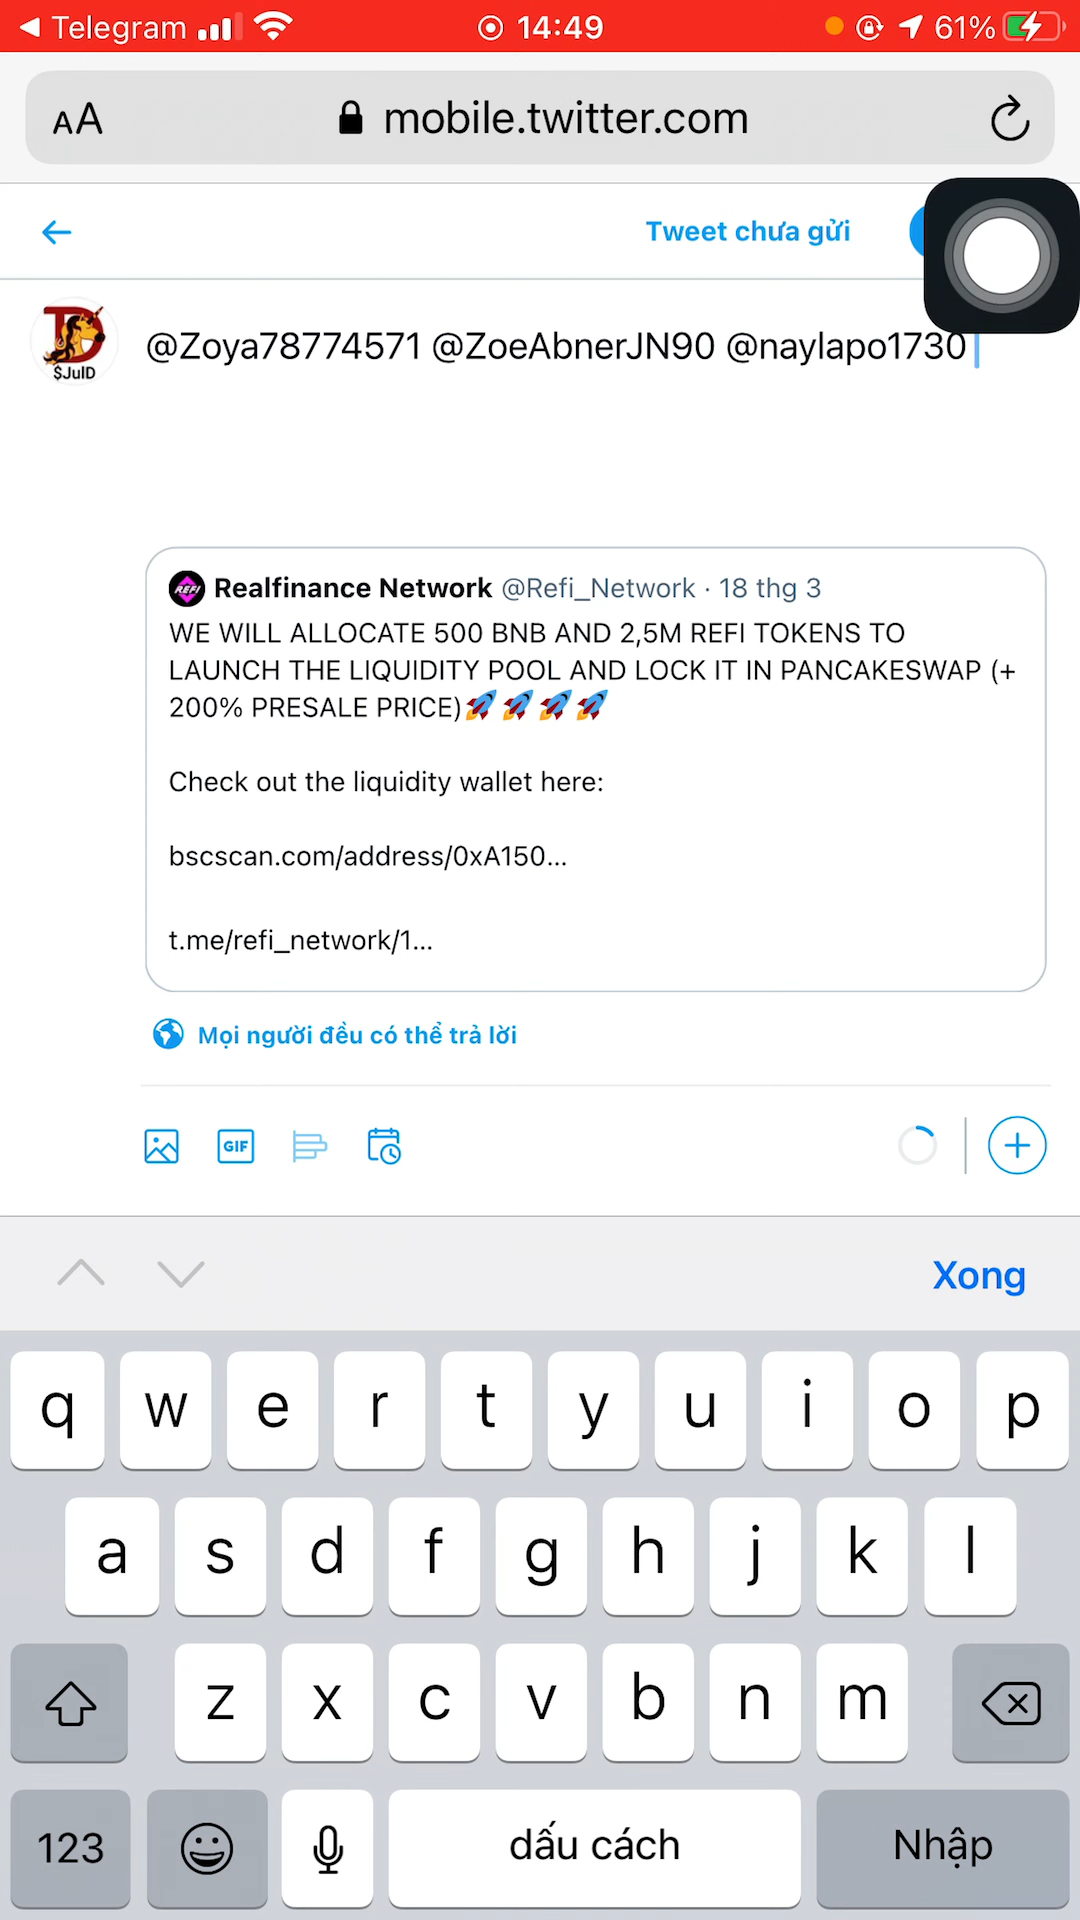 Telegram 14:49 61%
AA mobile.twitter.com
Tweet chưa gửi
$JulD
@Zoya78774571 @ZoeAbnerJN90 @naylapo1730
REFI Realfinance Network @Refi_Network · 18 thg 3
WE WILL ALLOCATE 500 BNB AND 2,5M REFI TOKENS TO
LAUNCH THE LIQUIDITY POOL AND LOCK IT IN PANCAKESWAP (+
200% PRESALE PRICE)🚀🚀🚀🚀
Check out the liquidity wallet here:
bscscan.com/address/0xA150...
t.me/refi_network/1...
Mọi người đều có thể trả lời
GIF
Xong
q w e r t y u i o p
a s d f g h j k l
z x c v b n m
123 dấu cách Nhập